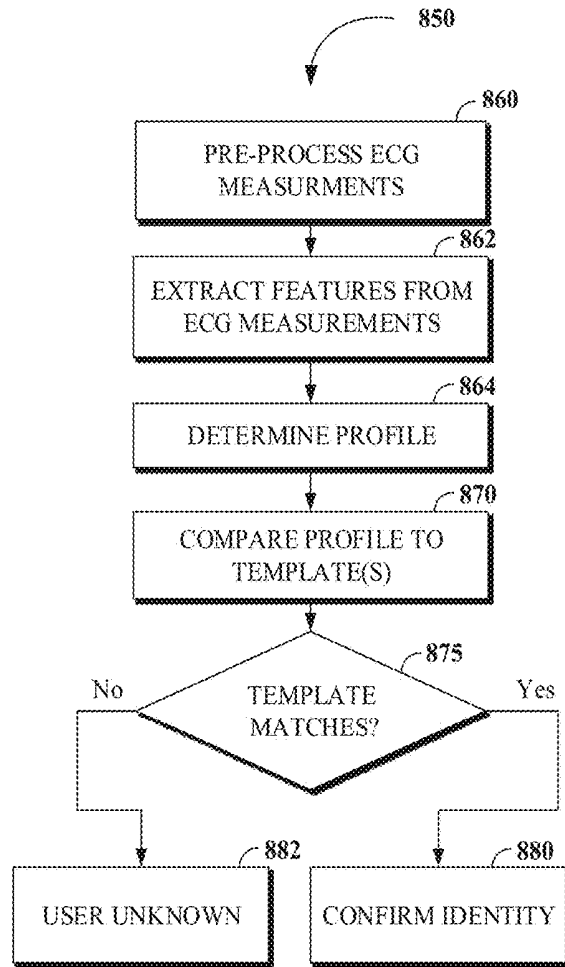 850
860
PRE-PROCESS ECG
MEASURMENTS
862
EXTRACT FEATURES FROM
ECG MEASUREMENTS
864
DETERMINE PROFILE
870
COMPARE PROFILE TO
TEMPLATE(S)
875
No
TEMPLATE
MATCHES?
Yes
882
USER UNKNOWN
880
CONFIRM IDENTITY